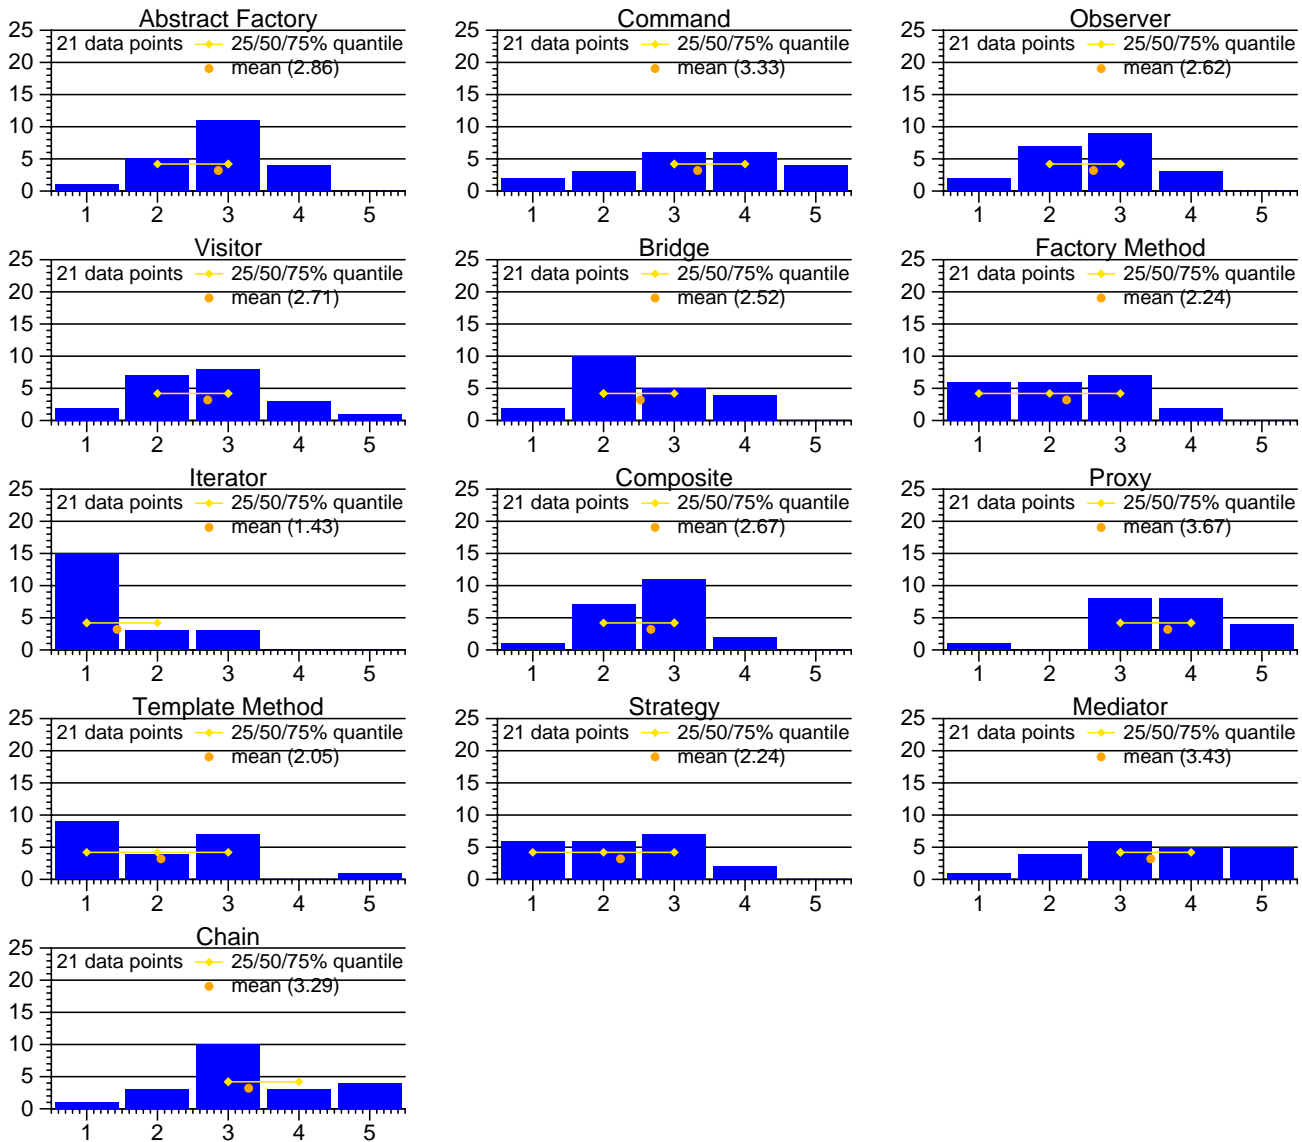 Abstract Factory
25
21 data points
25/50/75% quantile
20
mean (2.86)
15
10
5
0
1 2 3 4 5
Command
25
21 data points
25/50/75% quantile
20
mean (3.33)
15
10
5
0
1 2 3 4 5
Observer
25
21 data points
25/50/75% quantile
20
mean (2.62)
15
10
5
0
1 2 3 4 5
Visitor
25
21 data points
25/50/75% quantile
20
mean (2.71)
15
10
5
0
1 2 3 4 5
Bridge
25
21 data points
25/50/75% quantile
20
mean (2.52)
15
10
5
0
1 2 3 4 5
Factory Method
25
21 data points
25/50/75% quantile
20
mean (2.24)
15
10
5
0
1 2 3 4 5
Iterator
25
21 data points
25/50/75% quantile
20
mean (1.43)
15
10
5
0
1 2 3 4 5
Composite
25
21 data points
25/50/75% quantile
20
mean (2.67)
15
10
5
0
1 2 3 4 5
Proxy
25
21 data points
25/50/75% quantile
20
mean (3.67)
15
10
5
0
1 2 3 4 5
Template Method
25
21 data points
25/50/75% quantile
20
mean (2.05)
15
10
5
0
1 2 3 4 5
Strategy
25
21 data points
25/50/75% quantile
20
mean (2.24)
15
10
5
0
1 2 3 4 5
Mediator
25
21 data points
25/50/75% quantile
20
mean (3.43)
15
10
5
0
1 2 3 4 5
Chain
25
21 data points
25/50/75% quantile
20
mean (3.29)
15
10
5
0
1 2 3 4 5